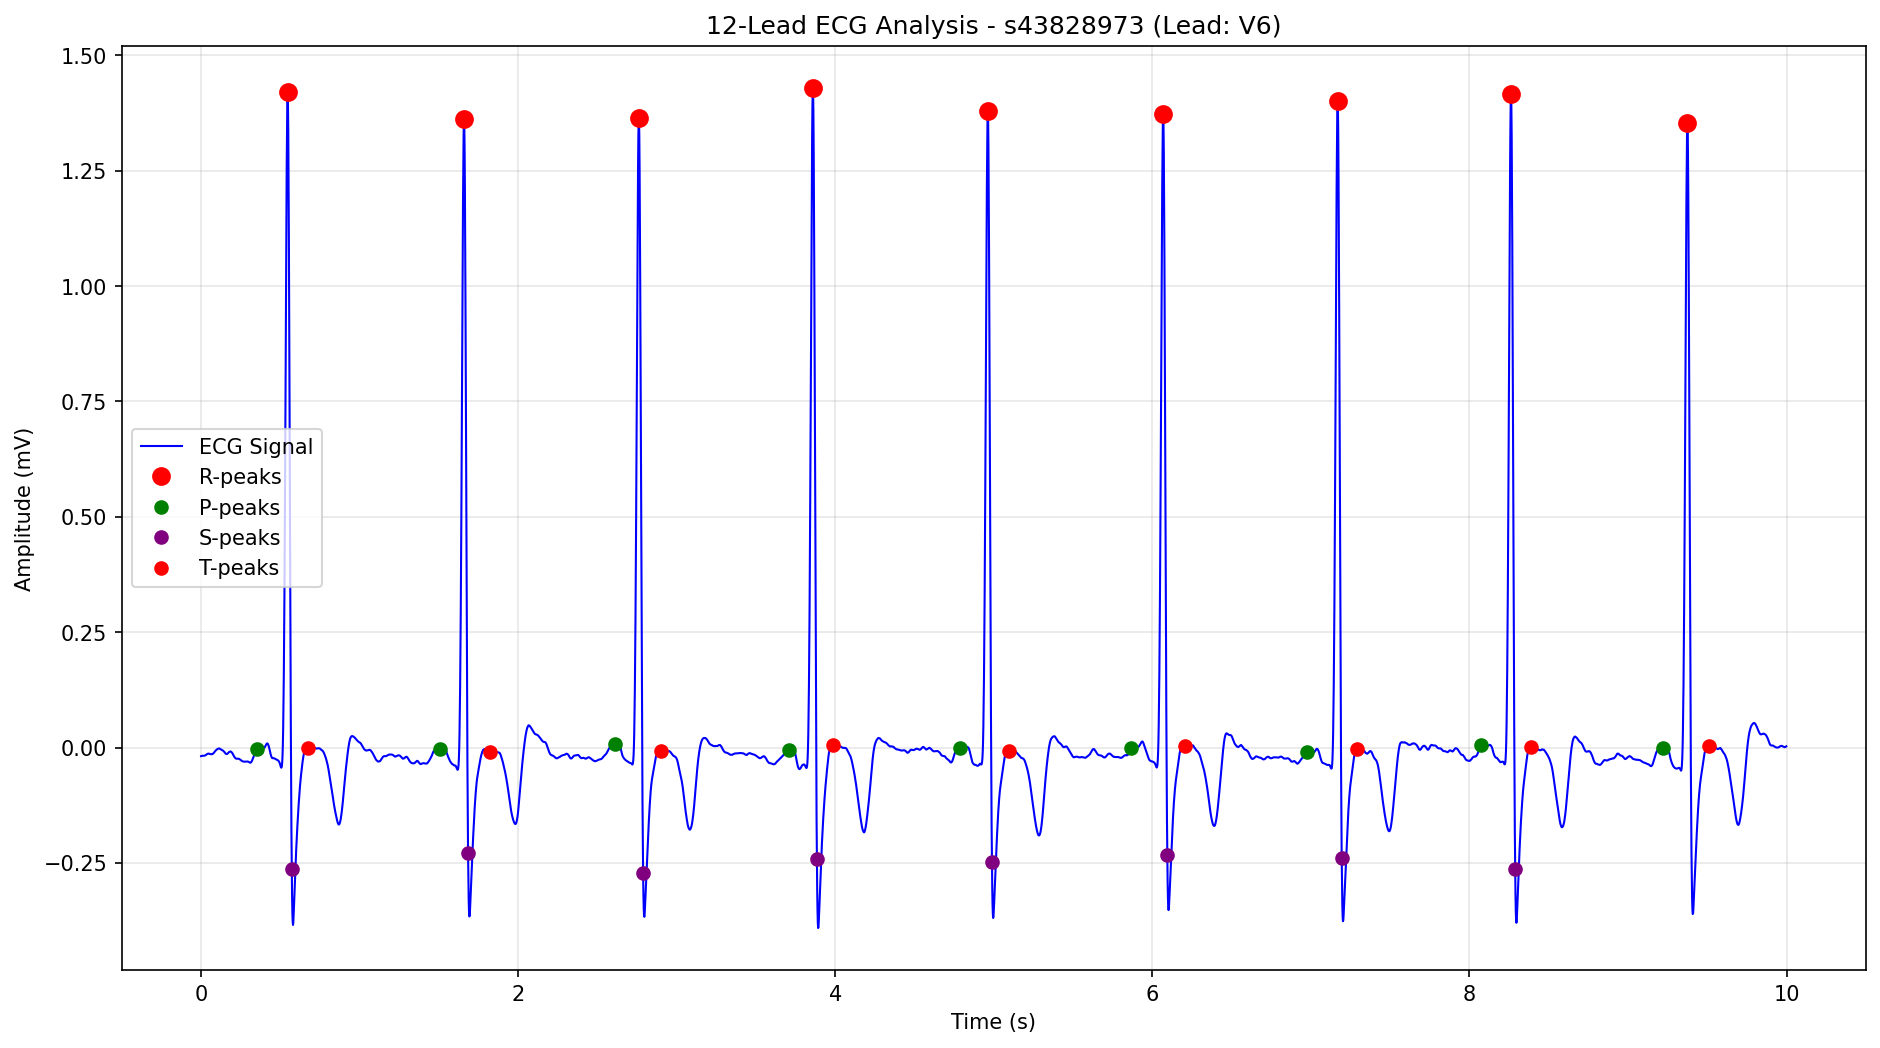 12-Lead ECG Analysis - s43828973 (Lead: V6)
1.50
1.25
1.00
0.75
0.50
0.25
0.00
−0.25
Amplitude (mV)
ECG Signal
R-peaks
P-peaks
S-peaks
T-peaks
0 2 4 6 8 10
Time (s)